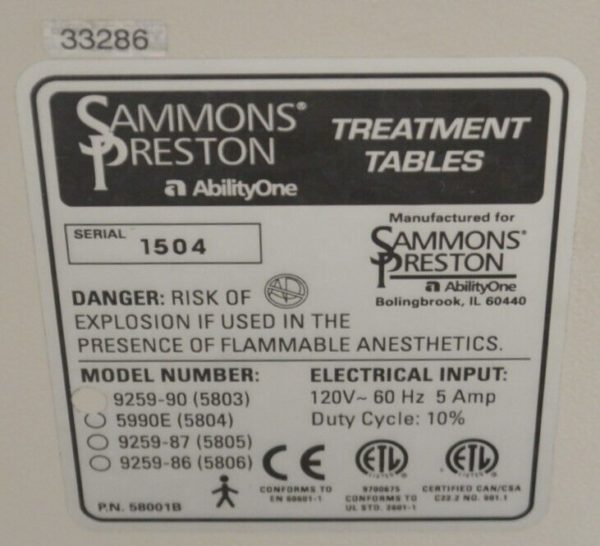 33286
SAMMONS®
PRESTON
a AbilityOne
TREATMENT
TABLES
SERIAL 1504
Manufactured for
SAMMONS®
PRESTON
a AbilityOne
Bolingbrook, IL 60440
DANGER: RISK OF
EXPLOSION IF USED IN THE
PRESENCE OF FLAMMABLE ANESTHETICS.
MODEL NUMBER:
9259-90 (5803)
5990E (5804)
9259-87 (5805)
9259-86 (5806)
ELECTRICAL INPUT:
120V~ 60 Hz 5 Amp
Duty Cycle: 10%
CE
CONFORMS TO
EN 60601-1
ETL
LISTED
9700675
CONFORMS TO
UL STD. 2601-1
ETL
LISTED
CERTIFIED CAN/CSA
C22.2 NO. 601.1
P.N. 58001B